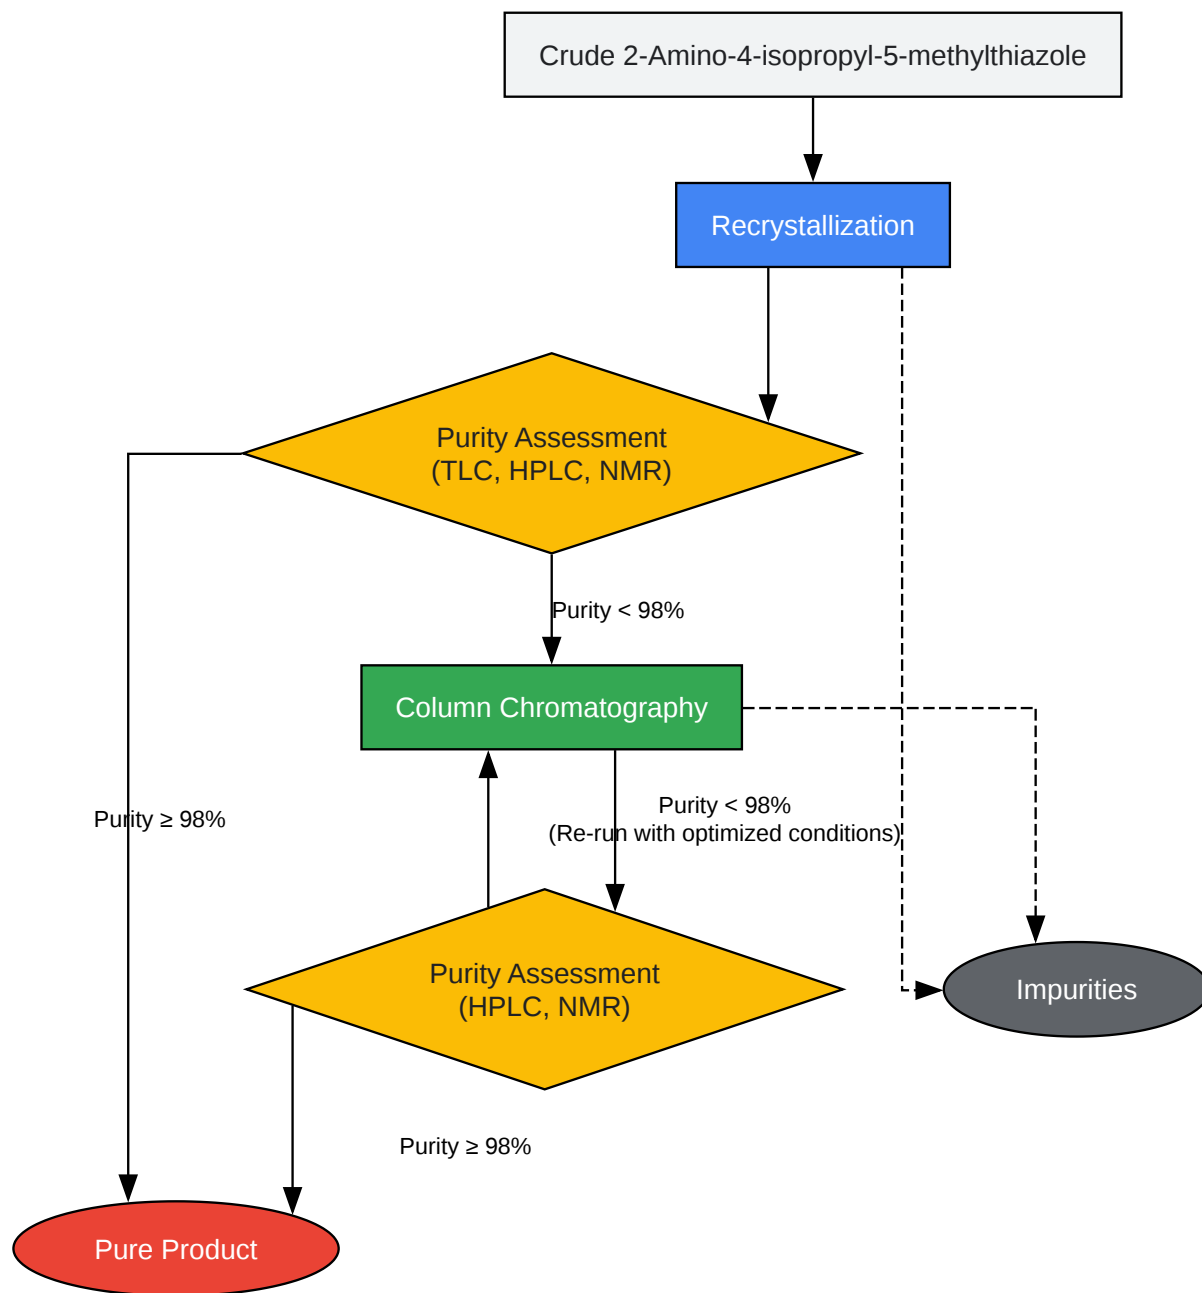 Crude 2-Amino-4-isopropyl-5-methylthiazole
Recrystallization
Purity Assessment
(TLC, HPLC, NMR)
Purity < 98%
Column Chromatography
Purity ≥ 98%
Purity < 98%
(Re-run with optimized conditions)
Purity Assessment
(HPLC, NMR)
Impurities
Purity ≥ 98%
Pure Product